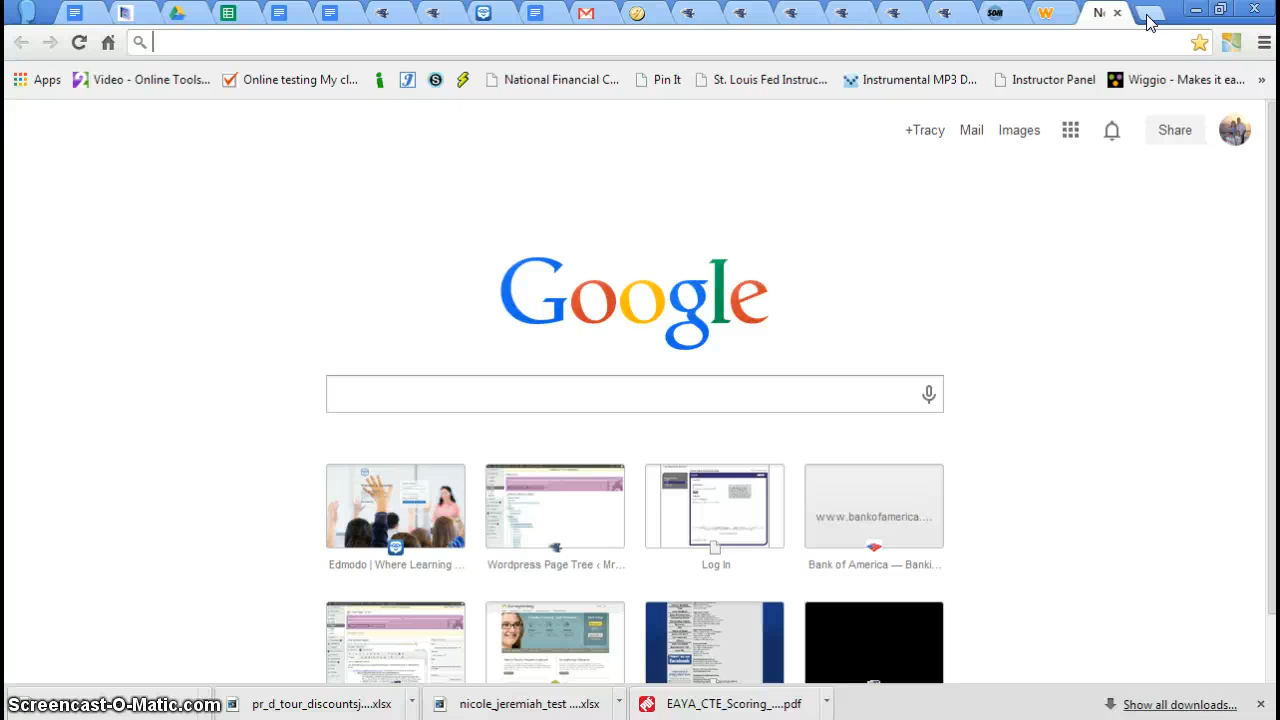 Ne
Apps Video - Online Tools... Online testing My cl... National Financial C... Pin It St. Louis Fed Instruc... Instrumental MP3 D... Instructor Panel Wiggio - Makes it ea... »
+Tracy Mail Images Share
Google
www.bankofamerica....
Edmodo | Where Learning ... Wordpress Page Tree ‹ Mr... Log In Bank of America — Banki...
Screencast-O-Matic.com pr_d_tour_discountsj....xlsx nicole_jeremiah_test ....xlsx EAYA_CTE_Scoring_....pdf Show all downloads...